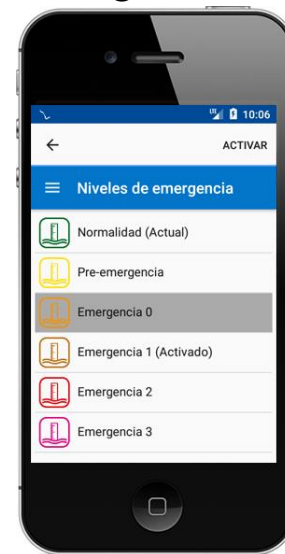 10:06
ACTIVAR
Niveles de emergencia
Normalidad (Actual)
Pre-emergencia
Emergencia 0
Emergencia 1 (Activado)
Emergencia 2
Emergencia 3